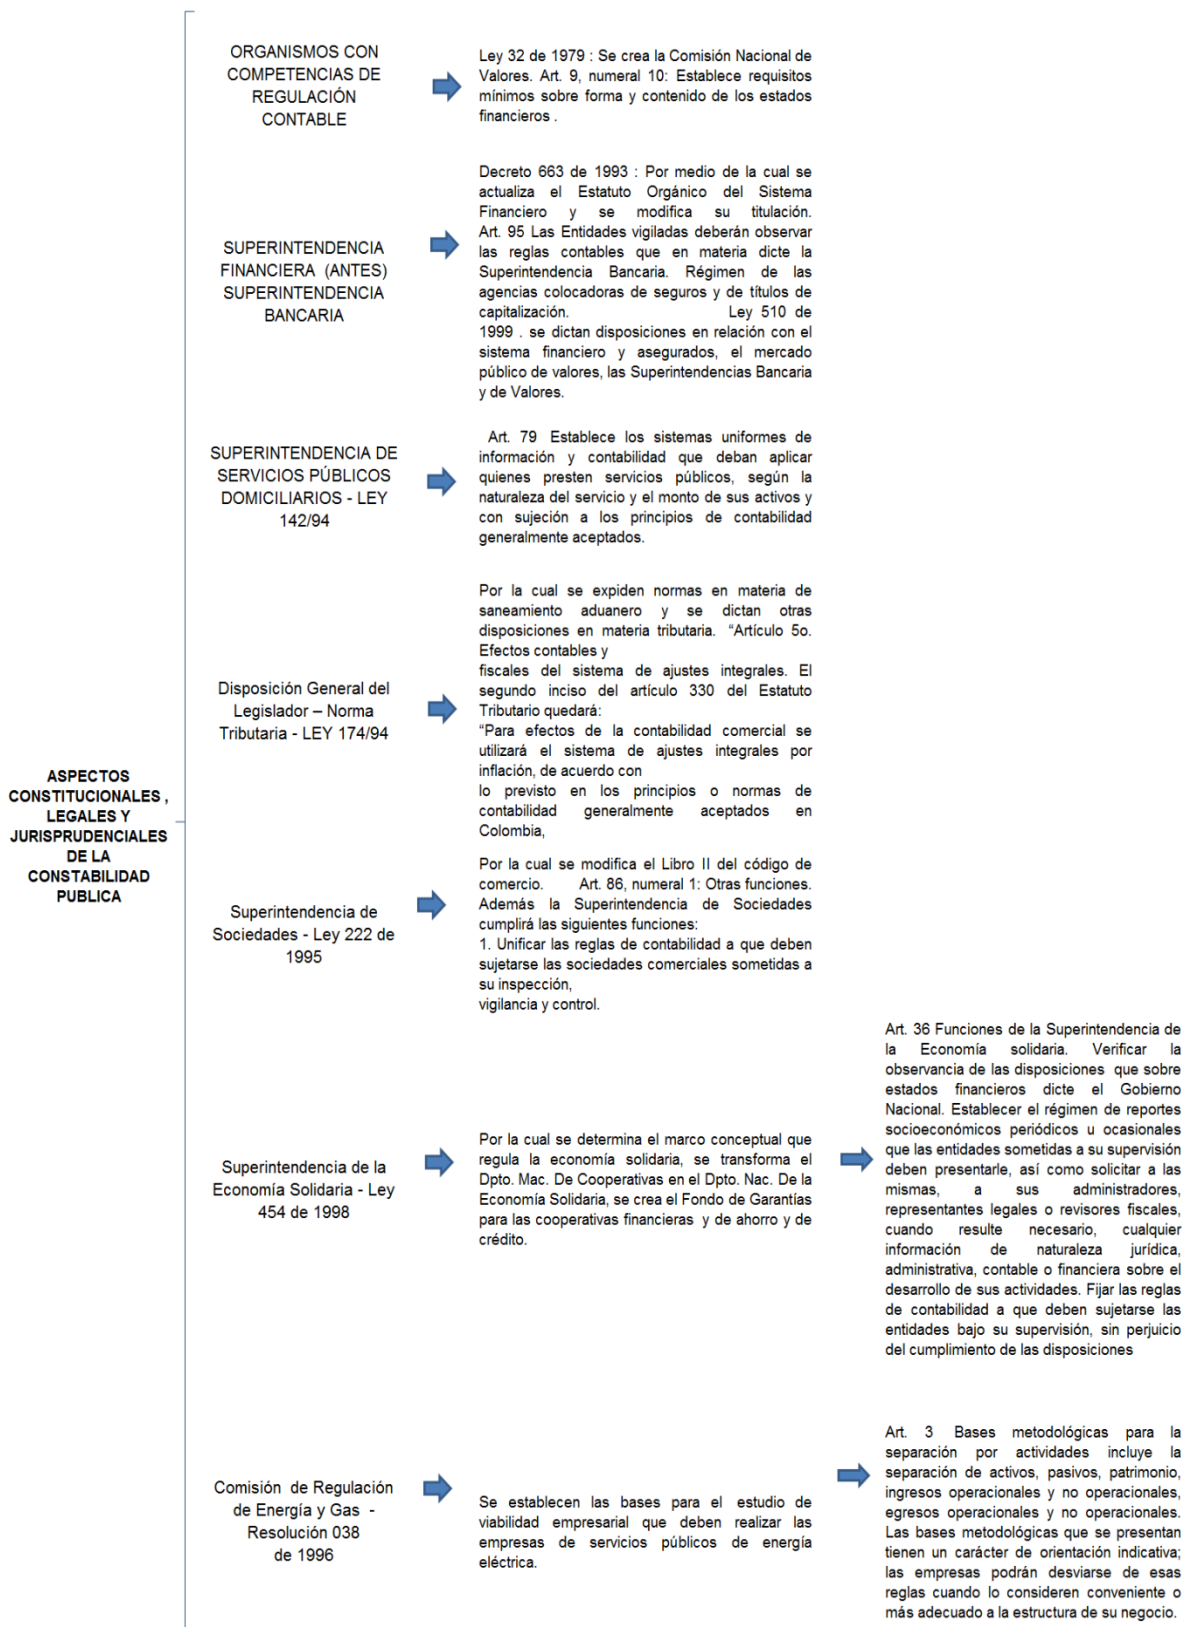 ASPECTOS
CONSTITUCIONALES ,
LEGALES Y
JURISPRUDENCIALES
DE LA
CONSTABILIDAD
PUBLICA
ORGANISMOS CON
COMPETENCIAS DE
REGULACIÓN
CONTABLE
Ley 32 de 1979 : Se crea la Comisión Nacional de
Valores. Art. 9, numeral 10: Establece requisitos
mínimos sobre forma y contenido de los estados
financieros .
SUPERINTENDENCIA
FINANCIERA (ANTES)
SUPERINTENDENCIA
BANCARIA
Decreto 663 de 1993 : Por medio de la cual se
actualiza el Estatuto Orgánico del Sistema
Financiero y se modifica su titulación.
Art. 95 Las Entidades vigiladas deberán observar
las reglas contables que en materia dicte la
Superintendencia Bancaria. Régimen de las
agencias colocadoras de seguros y de títulos de
capitalización. Ley 510 de
1999 . se dictan disposiciones en relación con el
sistema financiero y asegurados, el mercado
público de valores, las Superintendencias Bancaria
y de Valores.
SUPERINTENDENCIA DE
SERVICIOS PÚBLICOS
DOMICILIARIOS - LEY
142/94
Art. 79 Establece los sistemas uniformes de
información y contabilidad que deban aplicar
quienes presten servicios públicos, según la
naturaleza del servicio y el monto de sus activos y
con sujeción a los principios de contabilidad
generalmente aceptados.
Disposición General del
Legislador – Norma
Tributaria - LEY 174/94
Por la cual se expiden normas en materia de
saneamiento aduanero y se dictan otras
disposiciones en materia tributaria. “Artículo 5o.
Efectos contables y
fiscales del sistema de ajustes integrales. El
segundo inciso del artículo 330 del Estatuto
Tributario quedará:
“Para efectos de la contabilidad comercial se
utilizará el sistema de ajustes integrales por
inflación, de acuerdo con
lo previsto en los principios o normas de
contabilidad generalmente aceptados en
Colombia,
Superintendencia de
Sociedades - Ley 222 de
1995
Por la cual se modifica el Libro II del código de
comercio. Art. 86, numeral 1: Otras funciones.
Además la Superintendencia de Sociedades
cumplirá las siguientes funciones:
1. Unificar las reglas de contabilidad a que deben
sujetarse las sociedades comerciales sometidas a
su inspección,
vigilancia y control.
Superintendencia de la
Economía Solidaria - Ley
454 de 1998
Por la cual se determina el marco conceptual que
regula la economía solidaria, se transforma el
Dpto. Mac. De Cooperativas en el Dpto. Nac. De la
Economía Solidaria, se crea el Fondo de Garantías
para las cooperativas financieras y de ahorro y de
crédito.
Art. 36 Funciones de la Superintendencia de
la Economía solidaria. Verificar la
observancia de las disposiciones que sobre
estados financieros dicte el Gobierno
Nacional. Establecer el régimen de reportes
socioeconómicos periódicos u ocasionales
que las entidades sometidas a su supervisión
deben presentarle, así como solicitar a las
mismas, a sus administradores,
representantes legales o revisores fiscales,
cuando resulte necesario, cualquier
información de naturaleza jurídica,
administrativa, contable o financiera sobre el
desarrollo de sus actividades. Fijar las reglas
de contabilidad a que deben sujetarse las
entidades bajo su supervisión, sin perjuicio
del cumplimiento de las disposiciones
Comisión de Regulación
de Energía y Gas -
Resolución 038
de 1996
Se establecen las bases para el estudio de
viabilidad empresarial que deben realizar las
empresas de servicios públicos de energía
eléctrica.
Art. 3 Bases metodológicas para la
separación por actividades incluye la
separación de activos, pasivos, patrimonio,
ingresos operacionales y no operacionales,
egresos operacionales y no operacionales.
Las bases metodológicas que se presentan
tienen un carácter de orientación indicativa;
las empresas podrán desviarse de esas
reglas cuando lo consideren conveniente o
más adecuado a la estructura de su negocio.